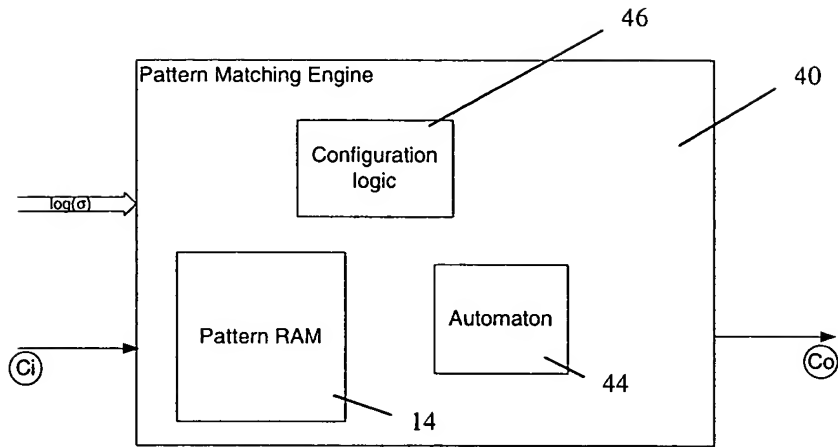 46
Pattern Matching Engine
40
Configuration
logic
log(σ)
Pattern RAM
Automaton
Ci
Co
44
14